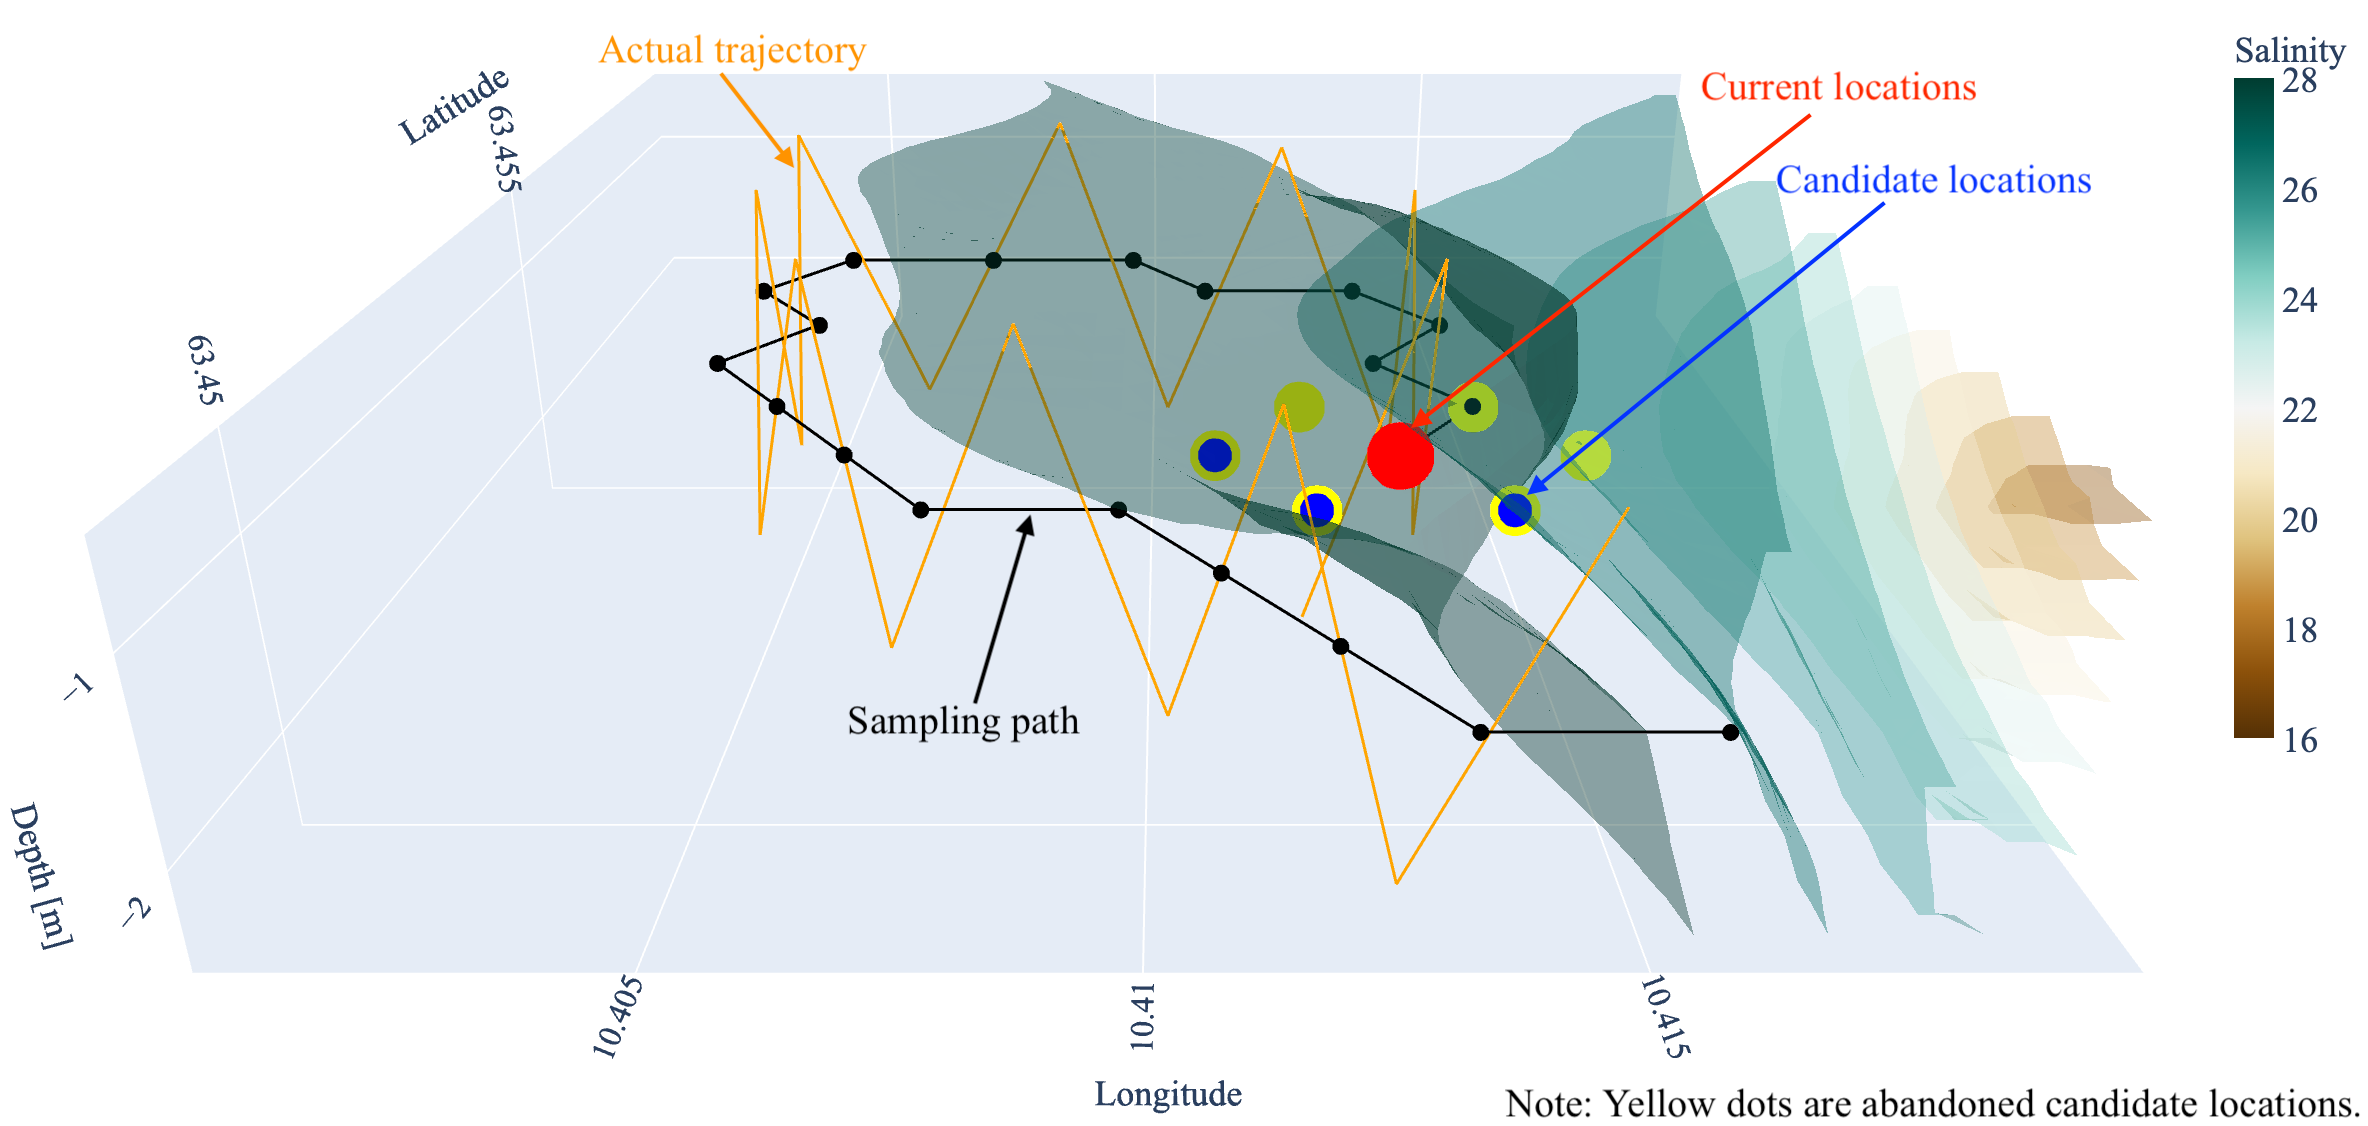 Actual trajectory
Salinity
Latitude
Current locations
28
63.455
Candidate locations
26
24
63.45
22
20
18
–1
Sampling path
16
Depth [m]
–2
10.405
10.41
10.415
Longitude
Note: Yellow dots are abandoned candidate locations.